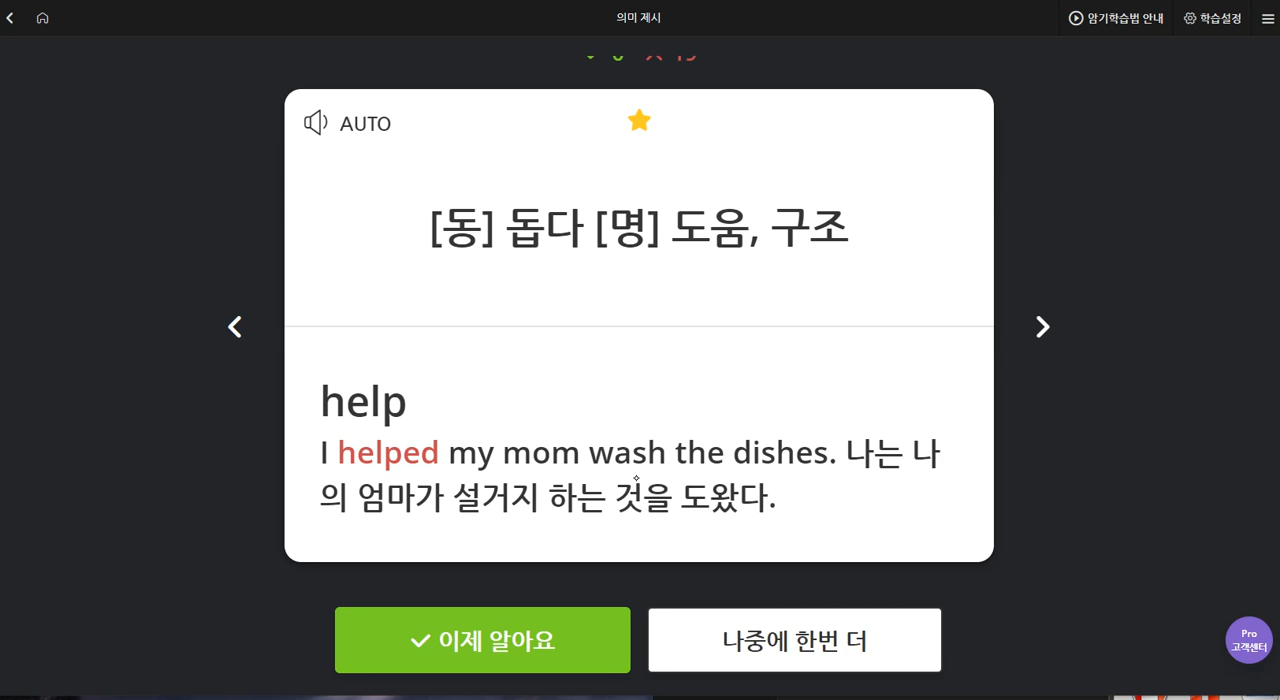 의미 제시
암기학습법 안내
학습설정
AUTO
[동] 돕다 [명] 도움, 구조
help
I helped my mom wash the dishes. 나는 나
의 엄마가 설거지 하는 것을 도왔다.
이제 알아요
나중에 한번 더
Pro
고객센터